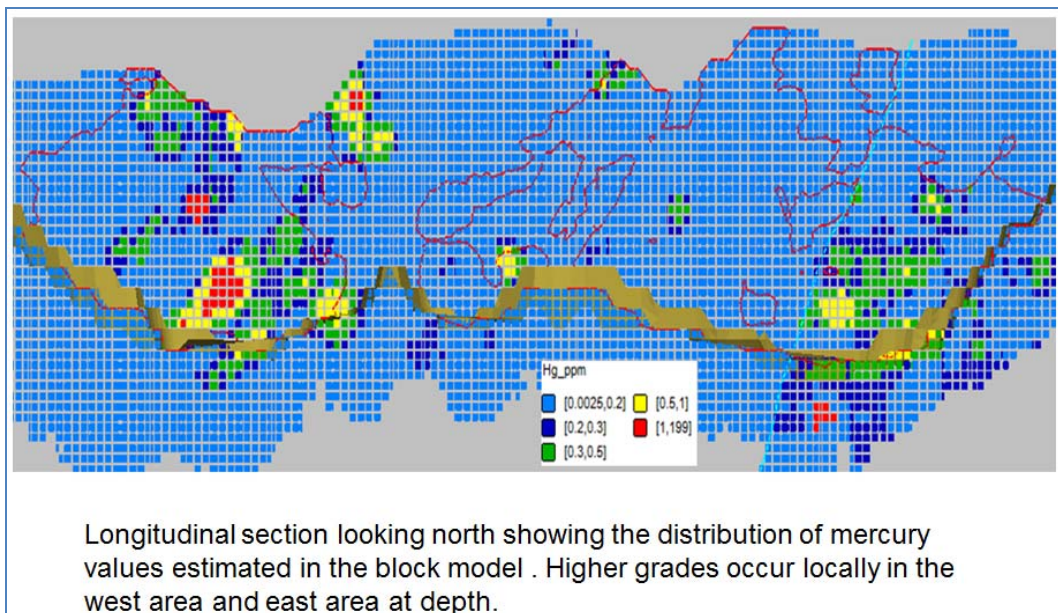 Hg_ppm
[0.0025,0.2] [0.5,1]
[0.2,0.3] [1,199]
[0.3,0.5]
Longitudinal section looking north showing the distribution of mercury
values estimated in the block model . Higher grades occur locally in the
west area and east area at depth.